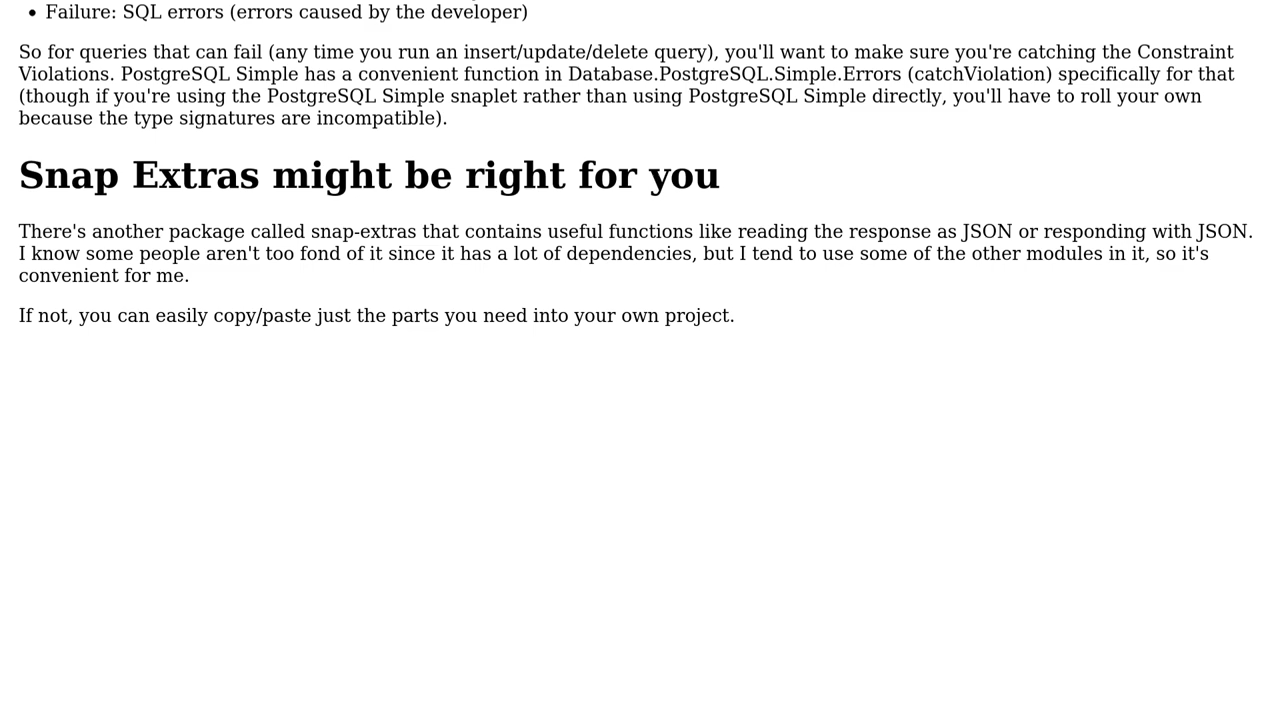 • Failure: SQL errors (errors caused by the developer)
So for queries that can fail (any time you run an insert/update/delete query), you'll want to make sure you're catching the Constraint
Violations. PostgreSQL Simple has a convenient function in Database.PostgreSQL.Simple.Errors (catchViolation) specifically for that
(though if you're using the PostgreSQL Simple snaplet rather than using PostgreSQL Simple directly, you'll have to roll your own
because the type signatures are incompatible).
Snap Extras might be right for you
There's another package called snap-extras that contains useful functions like reading the response as JSON or responding with JSON.
I know some people aren't too fond of it since it has a lot of dependencies, but I tend to use some of the other modules in it, so it's
convenient for me.
If not, you can easily copy/paste just the parts you need into your own project.